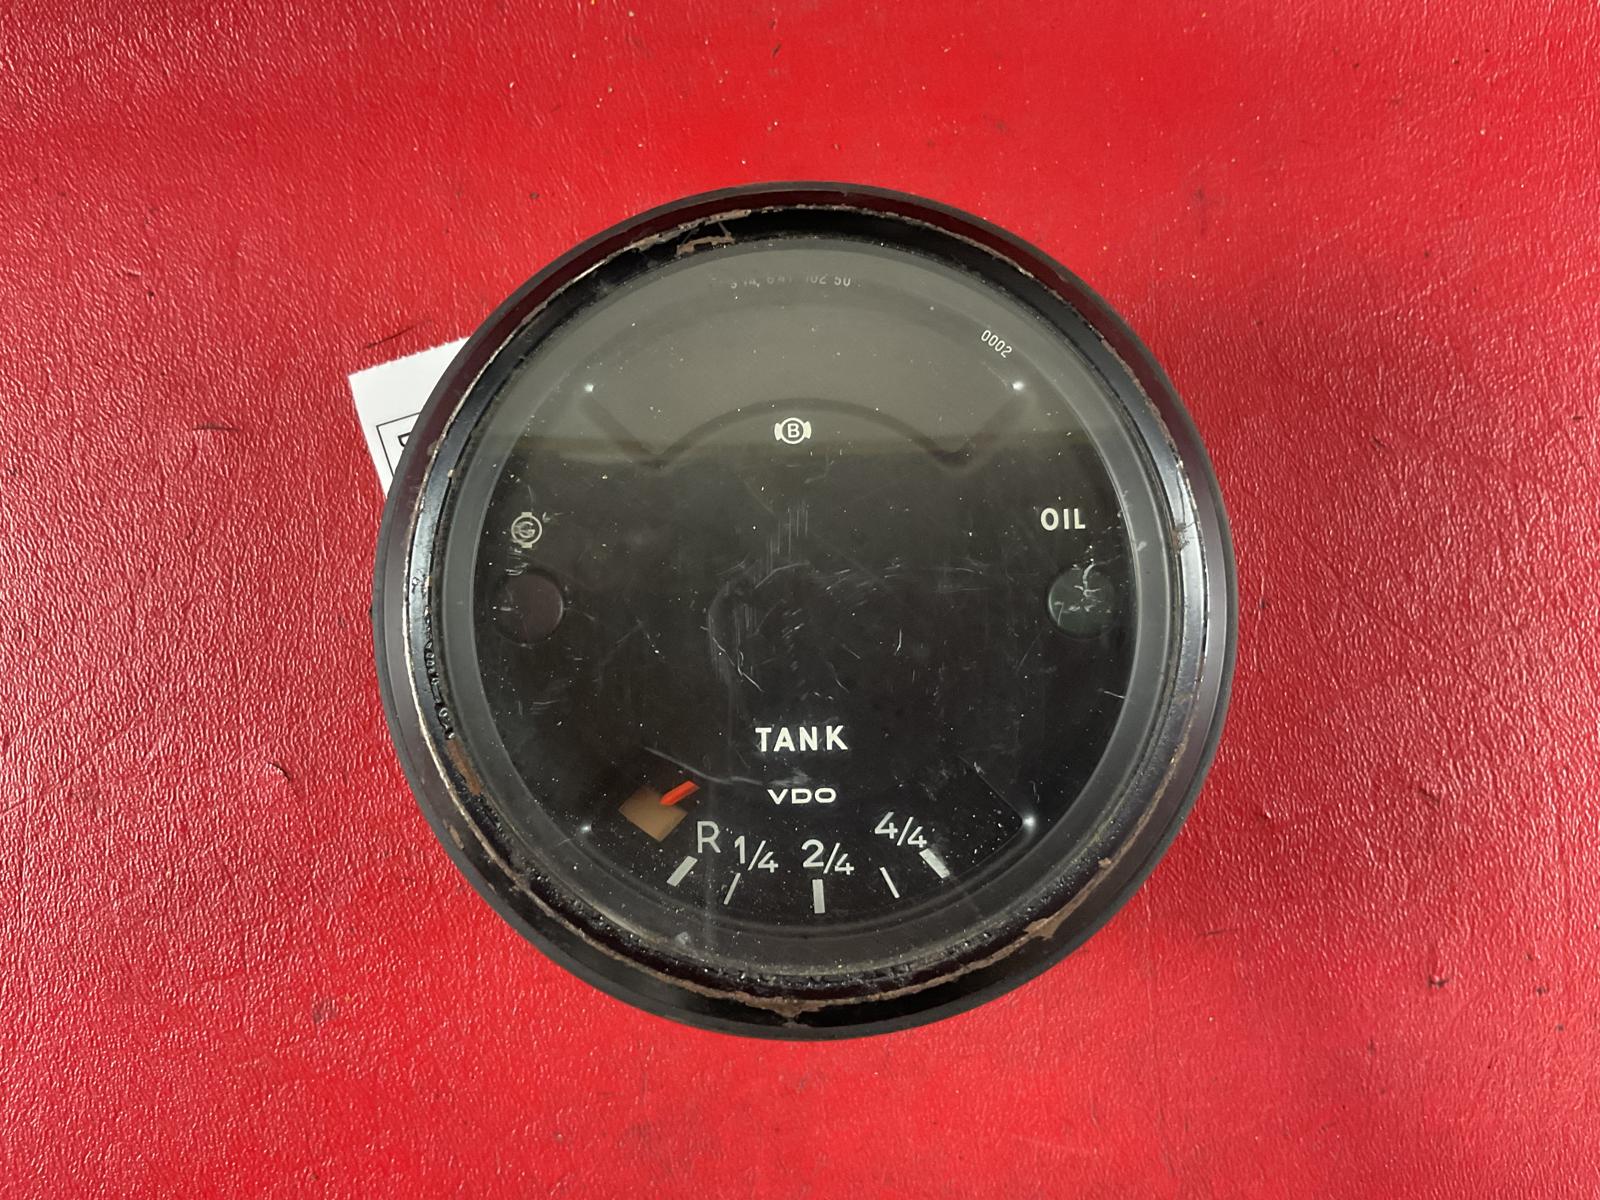 0002
B
G
OIL
TANK
VDO
R 1/4 2/4 4/4